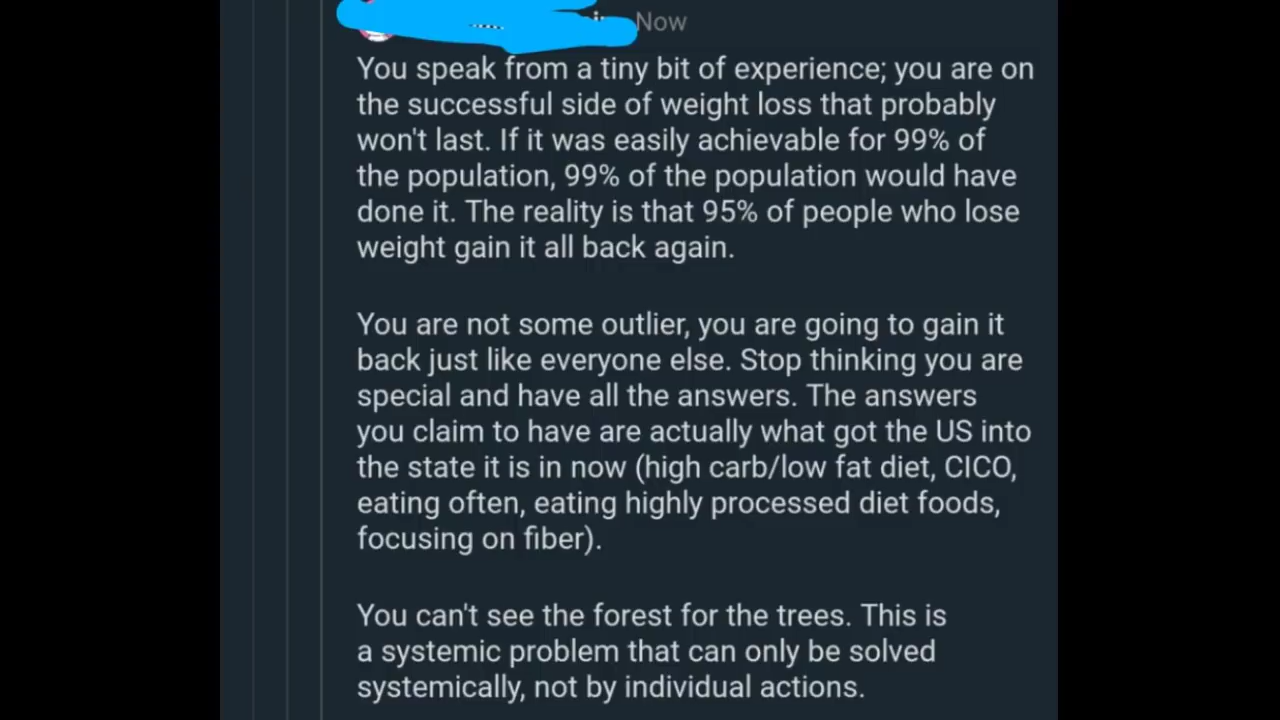 Now
You speak from a tiny bit of experience; you are on
the successful side of weight loss that probably
won't last. If it was easily achievable for 99% of
the population, 99% of the population would have
done it. The reality is that 95% of people who lose
weight gain it all back again.
You are not some outlier, you are going to gain it
back just like everyone else. Stop thinking you are
special and have all the answers. The answers
you claim to have are actually what got the US into
the state it is in now (high carb/low fat diet, CICO,
eating often, eating highly processed diet foods,
focusing on fiber).
You can't see the forest for the trees. This is
a systemic problem that can only be solved
systemically, not by individual actions.